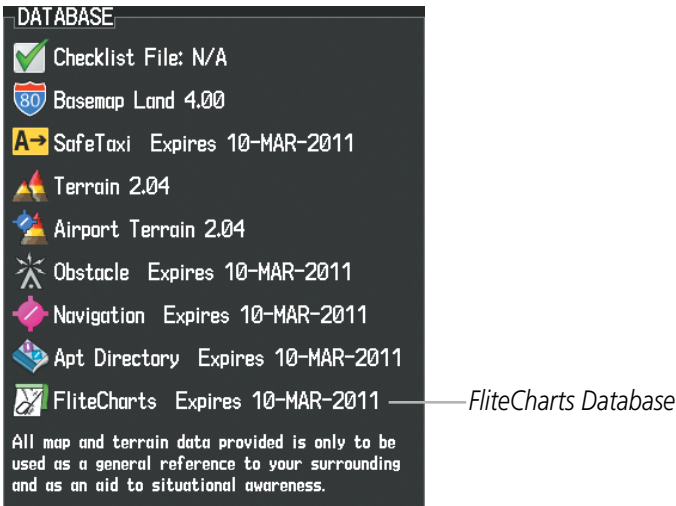 DATABASE
Checklist File: N/A
80 Basemap Land 4.00
A→ SafeTaxi Expires 10-MAR-2011
Terrain 2.04
Airport Terrain 2.04
Obstacle Expires 10-MAR-2011
Navigation Expires 10-MAR-2011
Apt Directory Expires 10-MAR-2011
FliteCharts Expires 10-MAR-2011
FliteCharts Database
All map and terrain data provided is only to be
used as a general reference to your surrounding
and as an aid to situational awareness.